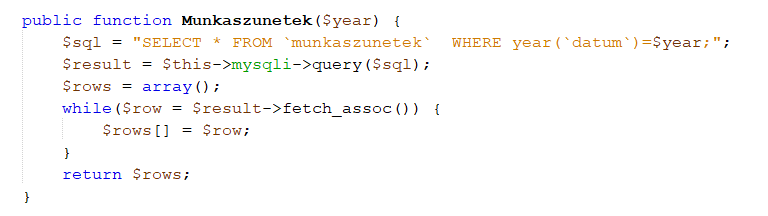 public function Munkaszunetek($year) {
    $sql = "SELECT * FROM `munkaszunetek`  WHERE year(`datum`)=$year;";
    $result = $this->mysqli->query($sql);
    $rows = array();
    while($row = $result->fetch_assoc()) {
        $rows[] = $row;
    }
    return $rows;
}